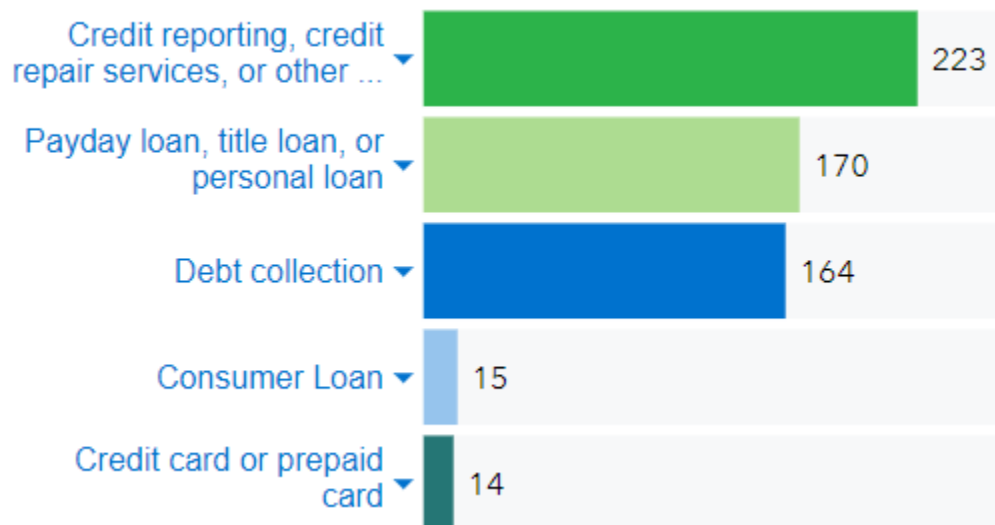 Credit reporting, credit
repair services, or other ...
223
Payday loan, title loan, or
personal loan
170
Debt collection
164
Consumer Loan
15
Credit card or prepaid
card
14